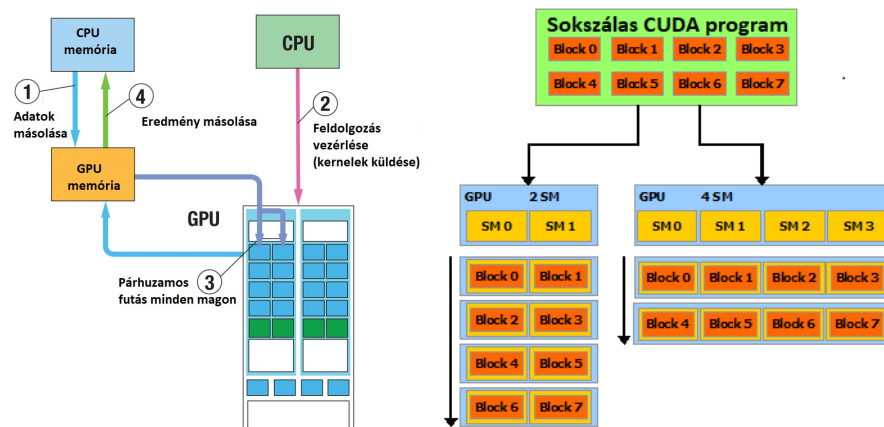 CPU
memória
CPU
1
4
Adatok
másolása
Eredmény másolása
2
Feldolgozás
vezérlése
(kernelek küldése)
GPU
memória
GPU
3
Párhuzamos
futás minden magon
Sokszálas CUDA program
Block 0 Block 1 Block 2 Block 3
Block 4 Block 5 Block 6 Block 7
GPU 2 SM
SM 0 SM 1
Block 0 Block 1
Block 2 Block 3
Block 4 Block 5
Block 6 Block 7
GPU 4 SM
SM 0 SM 1 SM 2 SM 3
Block 0 Block 1 Block 2 Block 3
Block 4 Block 5 Block 6 Block 7